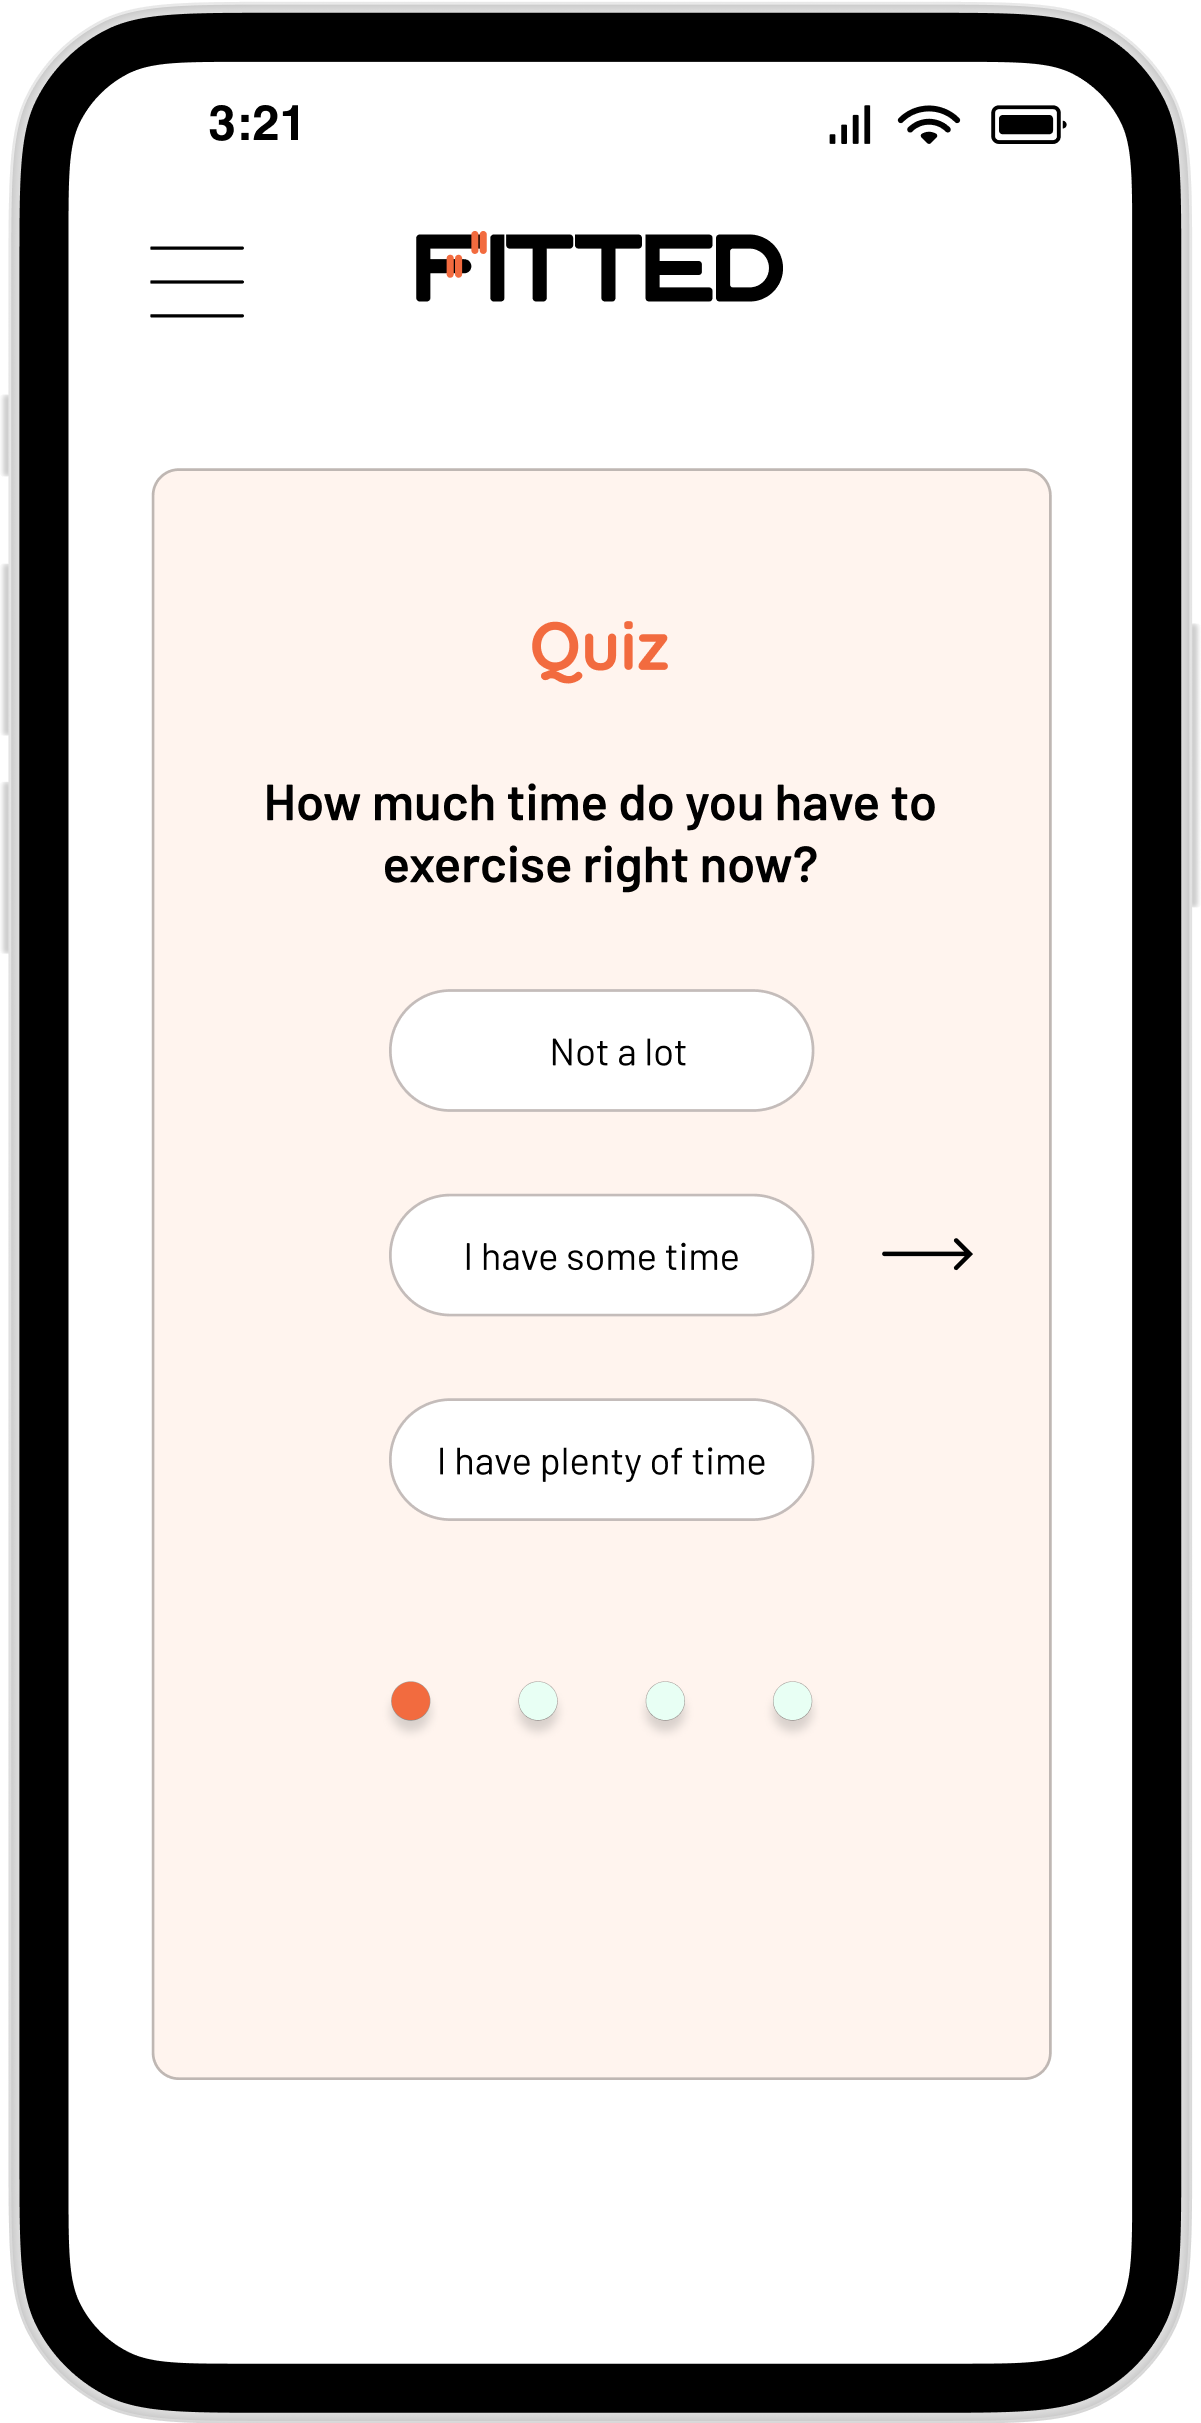 3:21
FITTED
Quiz
How much time do you have to
exercise right now?
Not a lot
I have some time
I have plenty of time